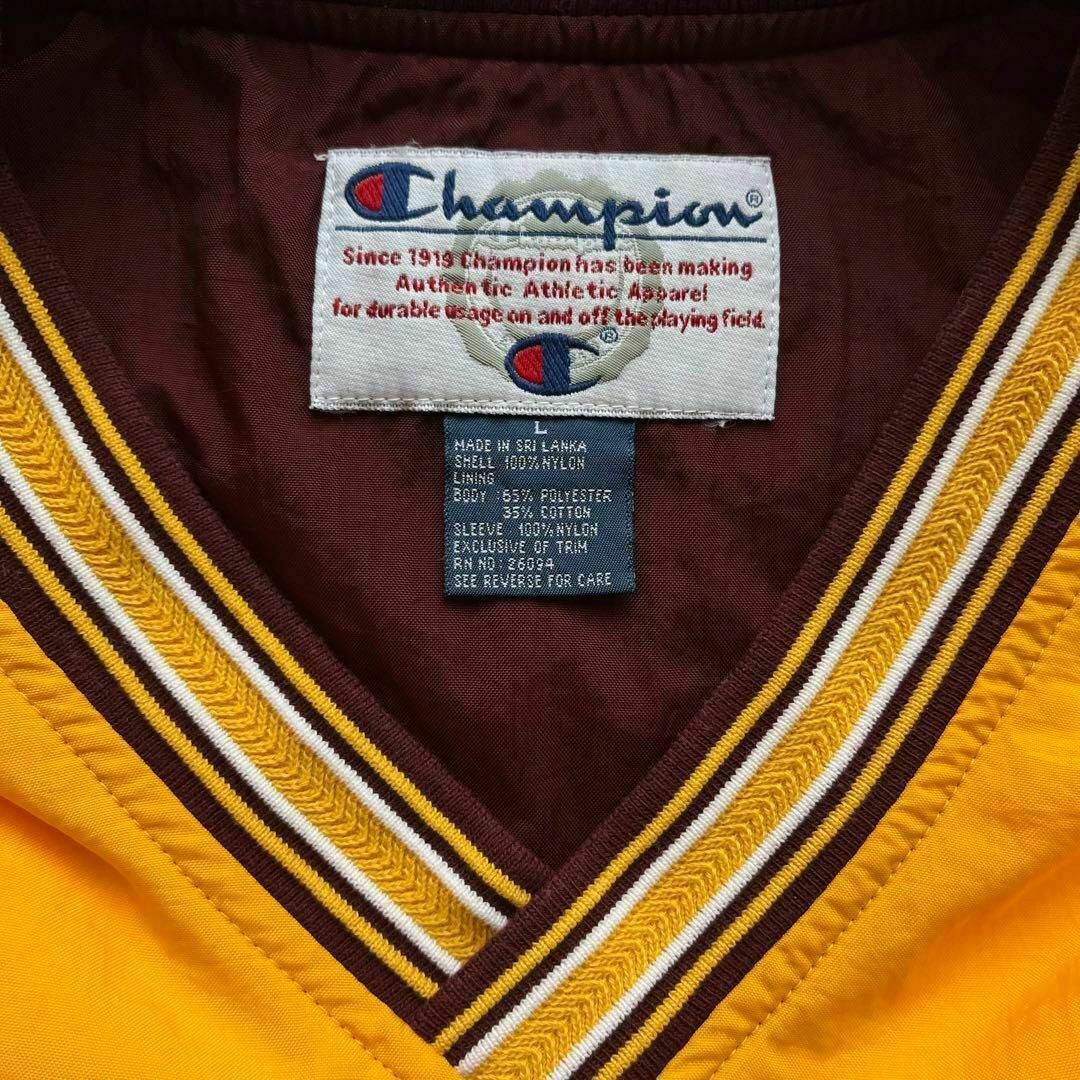 Champion®
Since 1919 Champion has been making
Authentic Athletic Apparel
for durable usage on and off the playing field.
®
L
MADE IN SRI LANKA
SHELL 100% NYLON
LINING
BODY : 65% POLYESTER
35% COTTON
SLEEVE 100% NYLON
EXCLUSIVE OF TRIM
RN NO : 26094
SEE REVERSE FOR CARE